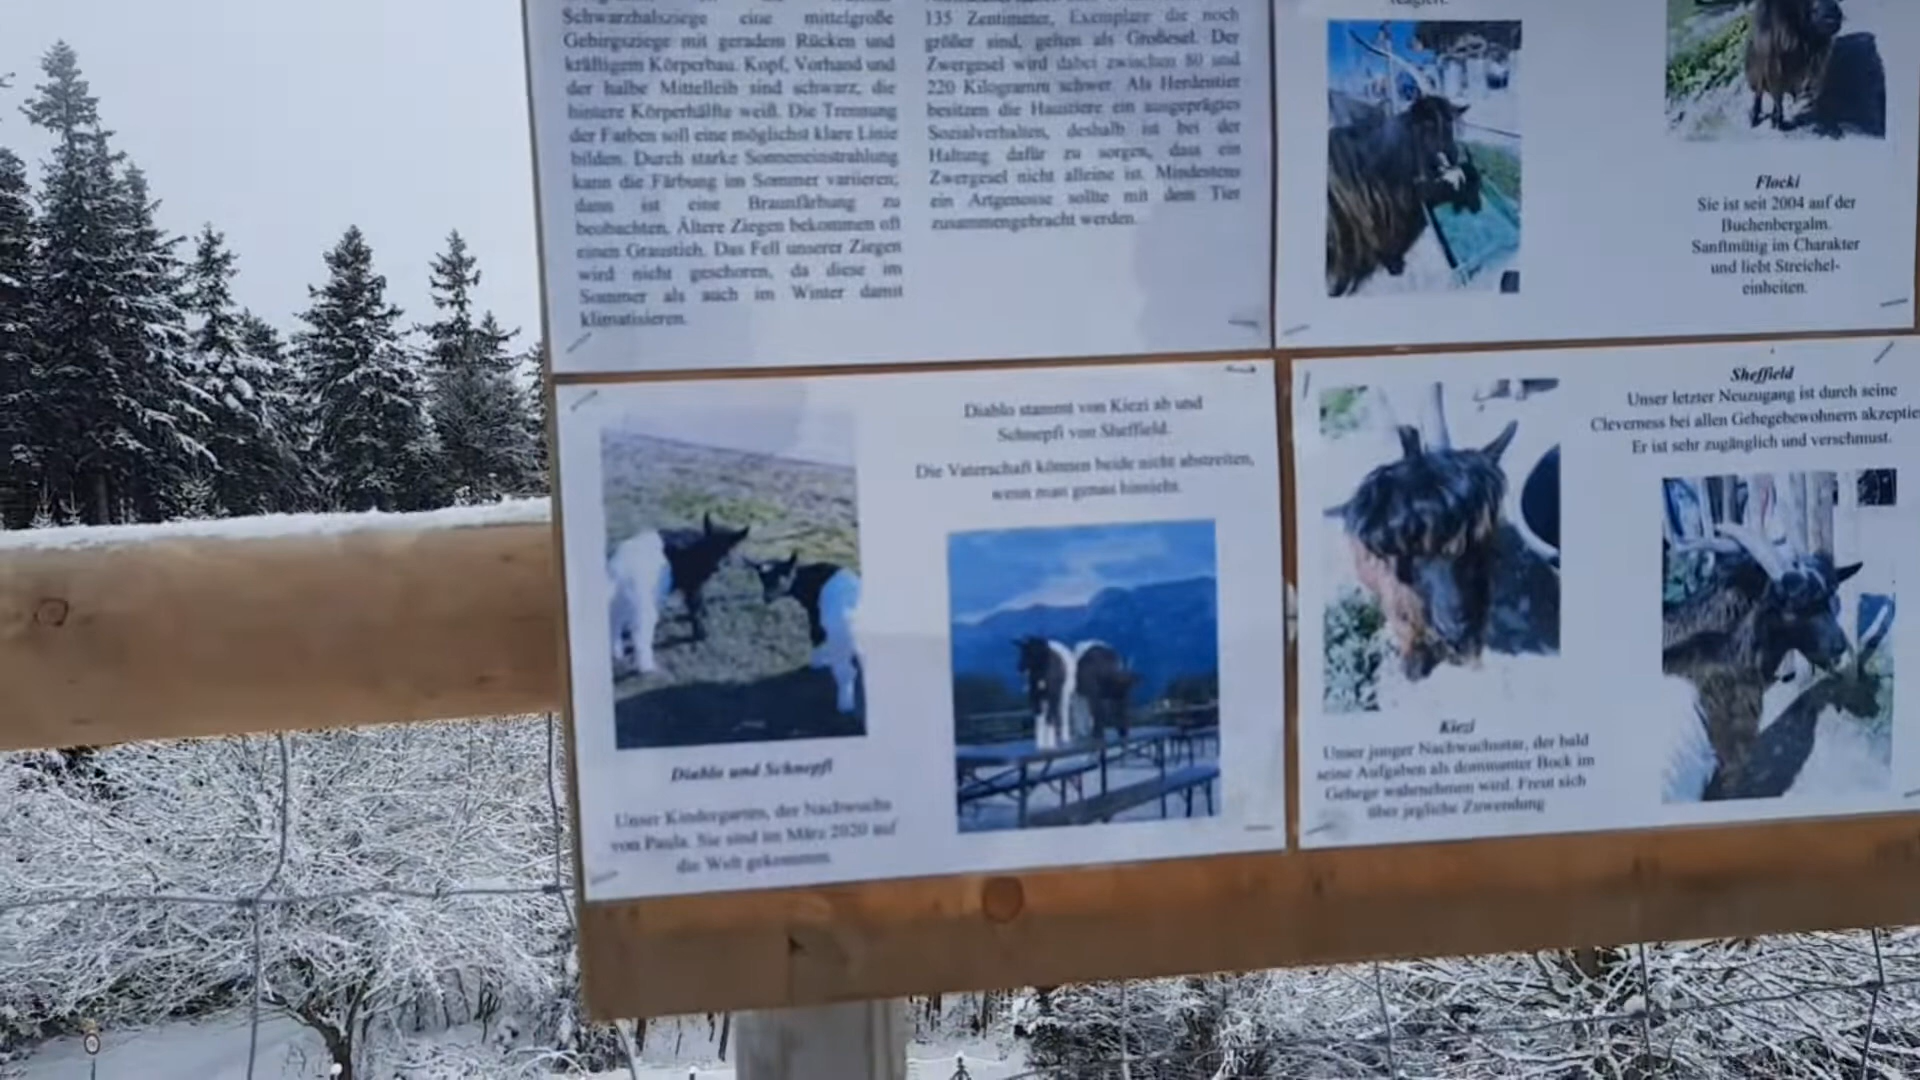 Schwarzhalsziege eine mittelgroße
Gebirgsziege mit geradem Rücken und
kräftigem Körperbau. Kopf, Vorhand und
der halbe Mittelleib sind schwarz, die
hintere Körperhälfte weiß. Die Trennung
der Farben soll eine möglichst klare Linie
bilden. Durch starke Sonneneinstrahlung
kann die Färbung im Sommer variieren;
dann ist eine Braunfärbung zu
beobachten. Ältere Ziegen bekommen oft
einen Graustich. Das Fell unserer Ziegen
wird nicht geschoren, da diese im
Sommer als auch im Winter damit
klimatisieren.
135 Zentimeter, Exemplare die noch
größer sind, gelten als Großesel. Der
Zwergesel wird dabei zwischen 80 und
220 Kilogramm schwer. Als Herdentier
besitzen die Haustiere ein ausgeprägtes
Sozialverhalten, deshalb ist bei der
Haltung dafür zu sorgen, dass ein
Zwergesel nicht alleine ist. Mindestens
ein Artgenosse sollte mit dem Tier
zusammengebracht werden.
reagiert.
Flocki
Sie ist seit 2004 auf der
Buchenbergalm.
Sanftmütig im Charakter
und liebt Streichel-
einheiten.
Diablo stammt von Kiezi ab und
Schnepfi von Sheffield.
Die Vaterschaft können beide nicht abstreiten,
wenn man genau hinsieht.
Diablo und Schnepfi
Unser Kindergarten, der Nachwuchs
von Paula. Sie sind im März 2020 auf
die Welt gekommen.
Sheffield
Unser letzter Neuzugang ist durch seine
Cleverness bei allen Gehegebewohnern akzeptie
Er ist sehr zugänglich und verschmust.
Kiezi
Unser junger Nachwuchsstar, der bald
seine Aufgaben als dominanter Bock im
Gehege wahrnehmen wird. Freut sich
über jegliche Zuwendung